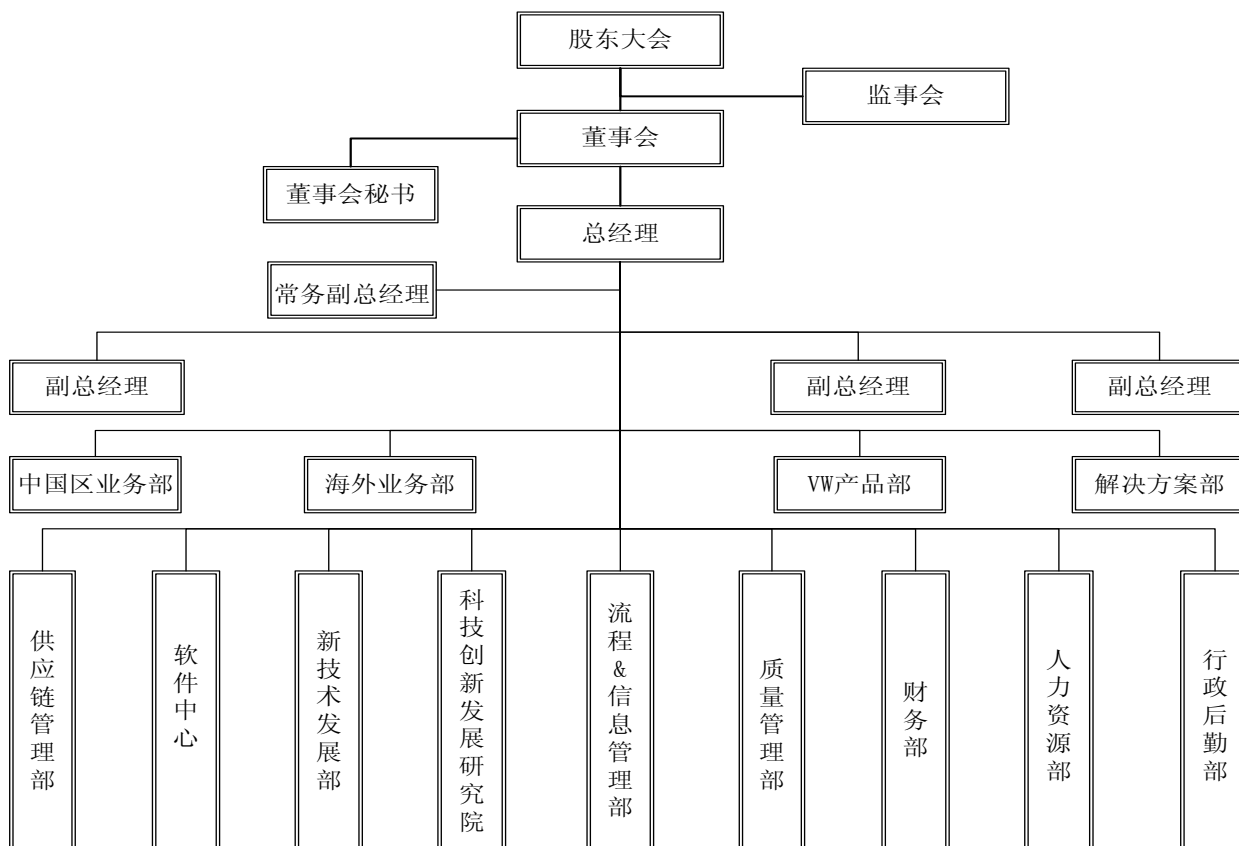 股东大会
监事会
董事会
董事会秘书
总经理
常务副总经理
副总经理
副总经理
副总经理
中国区业务部
海外业务部
VW产品部
解决方案部
供应链管理部
软件中心
新技术发展部
科技创新发展研究院
流程&信息管理部
质量管理部
财务部
人力资源部
行政后勤部